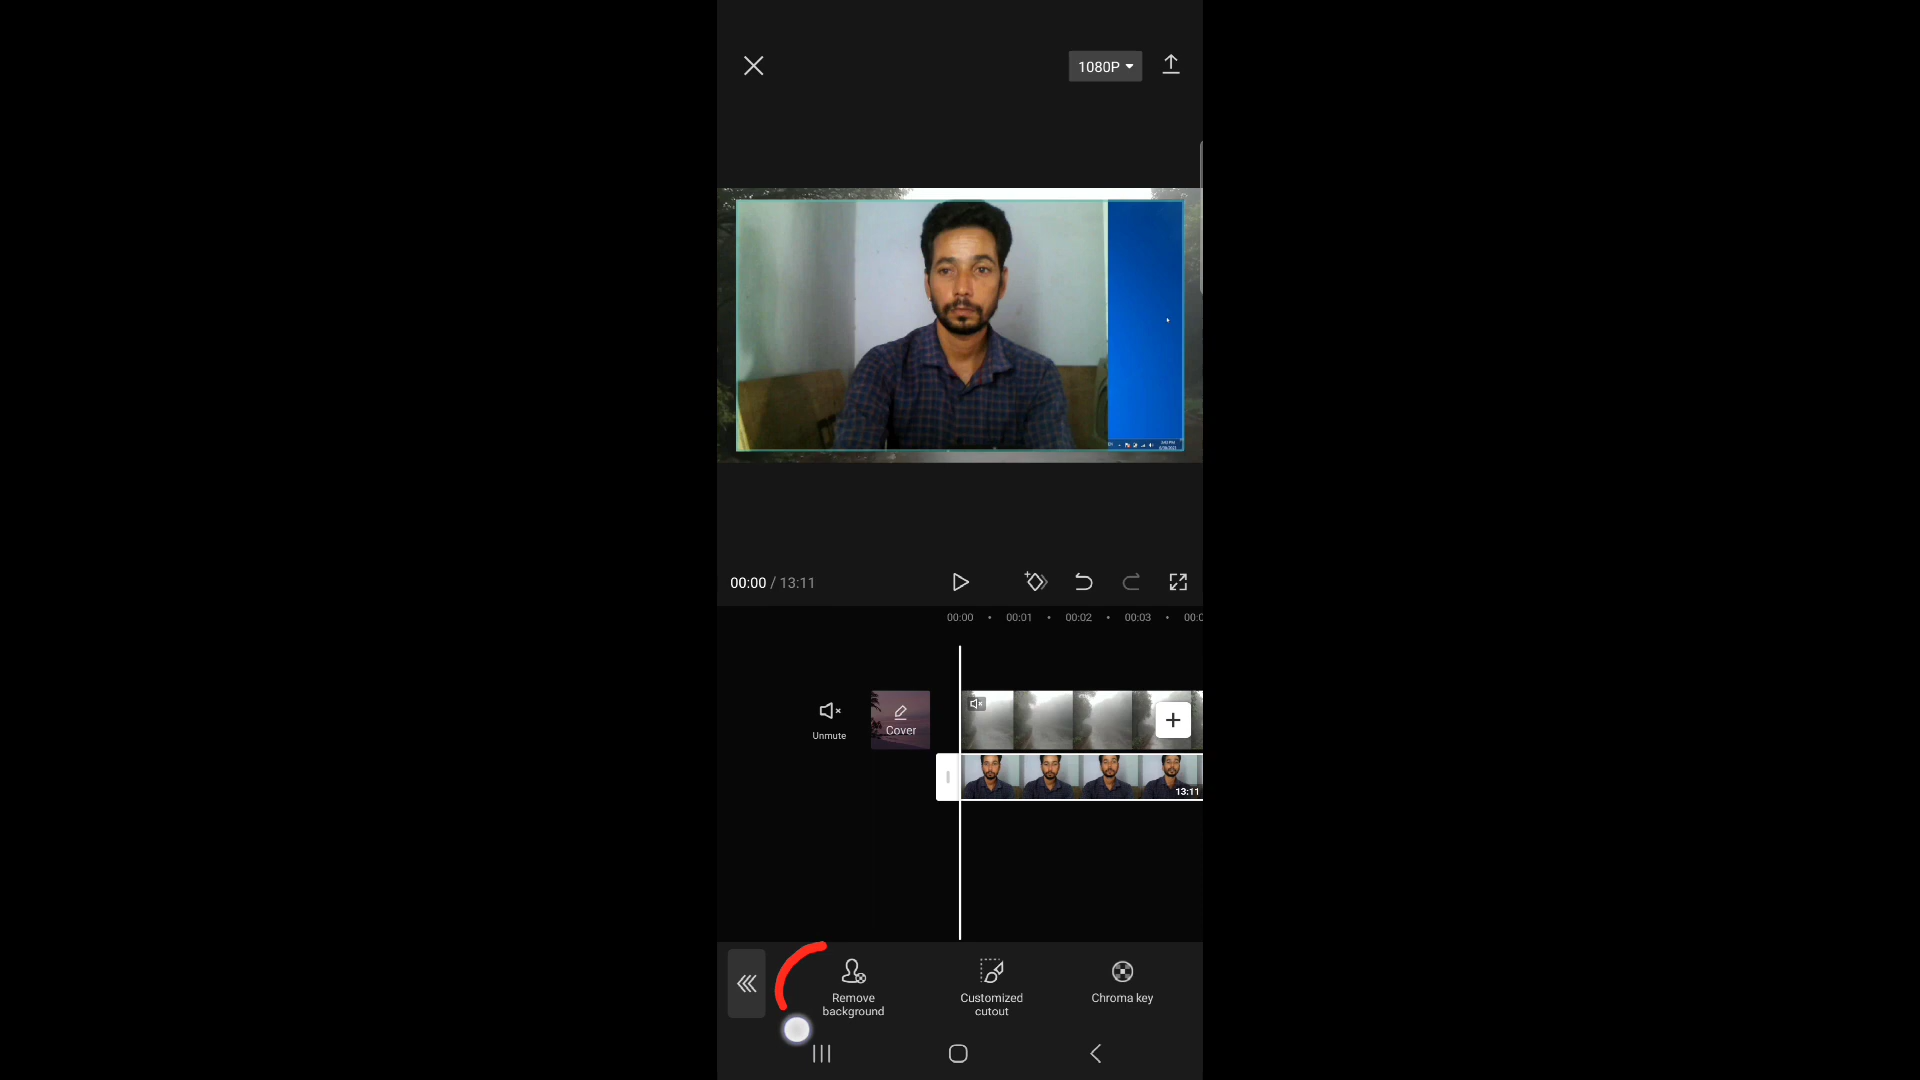 1080P
00:00 / 13:11
00:00
00:01
00:02
00:03
Unmute
Cover
13:11
Remove background
Customized cutout
Chroma key